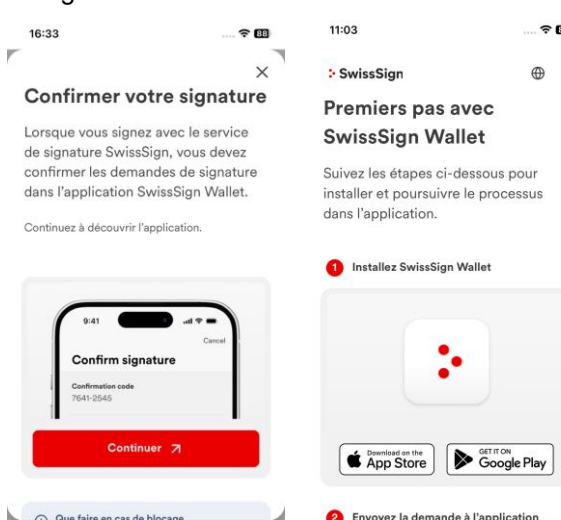 16:33
88
Confirmer votre signature
Lorsque vous signez avec le service
de signature SwissSign, vous devez
confirmer les demandes de signature
dans l'application SwissSign Wallet.
Continuez à découvrir l'application.
9:41
Cancel
Confirm signature
Confirmation code
7641-2545
Continuer
Que faire en cas de blocage
11:03
SwissSign
Premiers pas avec
SwissSign Wallet
Suivez les étapes ci-dessous pour
installer et poursuivre le processus
dans l'application.
1 Installez SwissSign Wallet
Download on the
App Store
GET IT ON
Google Play
2 Envoyez la demande à l'application